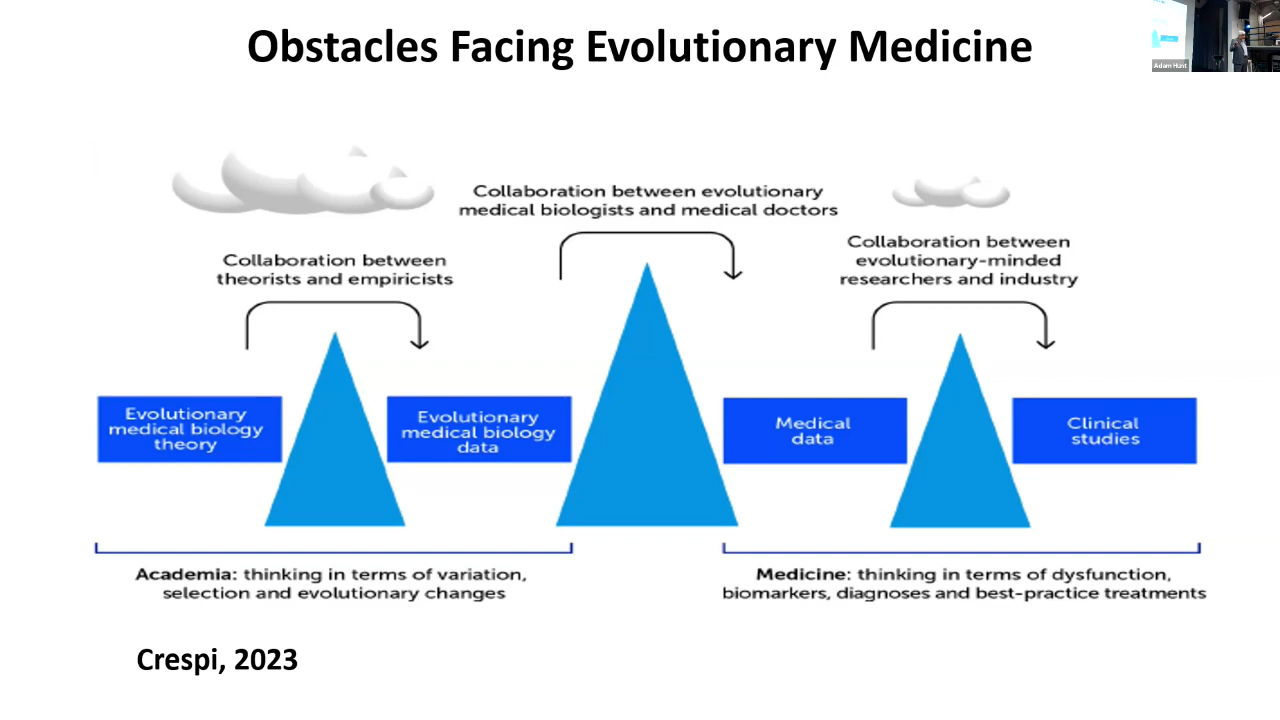 Obstacles Facing Evolutionary Medicine
Adam Hunt
Collaboration between evolutionary
medical biologists and medical doctors
Collaboration between
theorists and empiricists
Collaboration between
evolutionary-minded
researchers and industry
Evolutionary
medical biology
theory
Evolutionary
medical biology
data
Medical
data
Clinical
studies
Academia: thinking in terms of variation,
selection and evolutionary changes
Medicine: thinking in terms of dysfunction,
biomarkers, diagnoses and best-practice treatments
Crespi, 2023